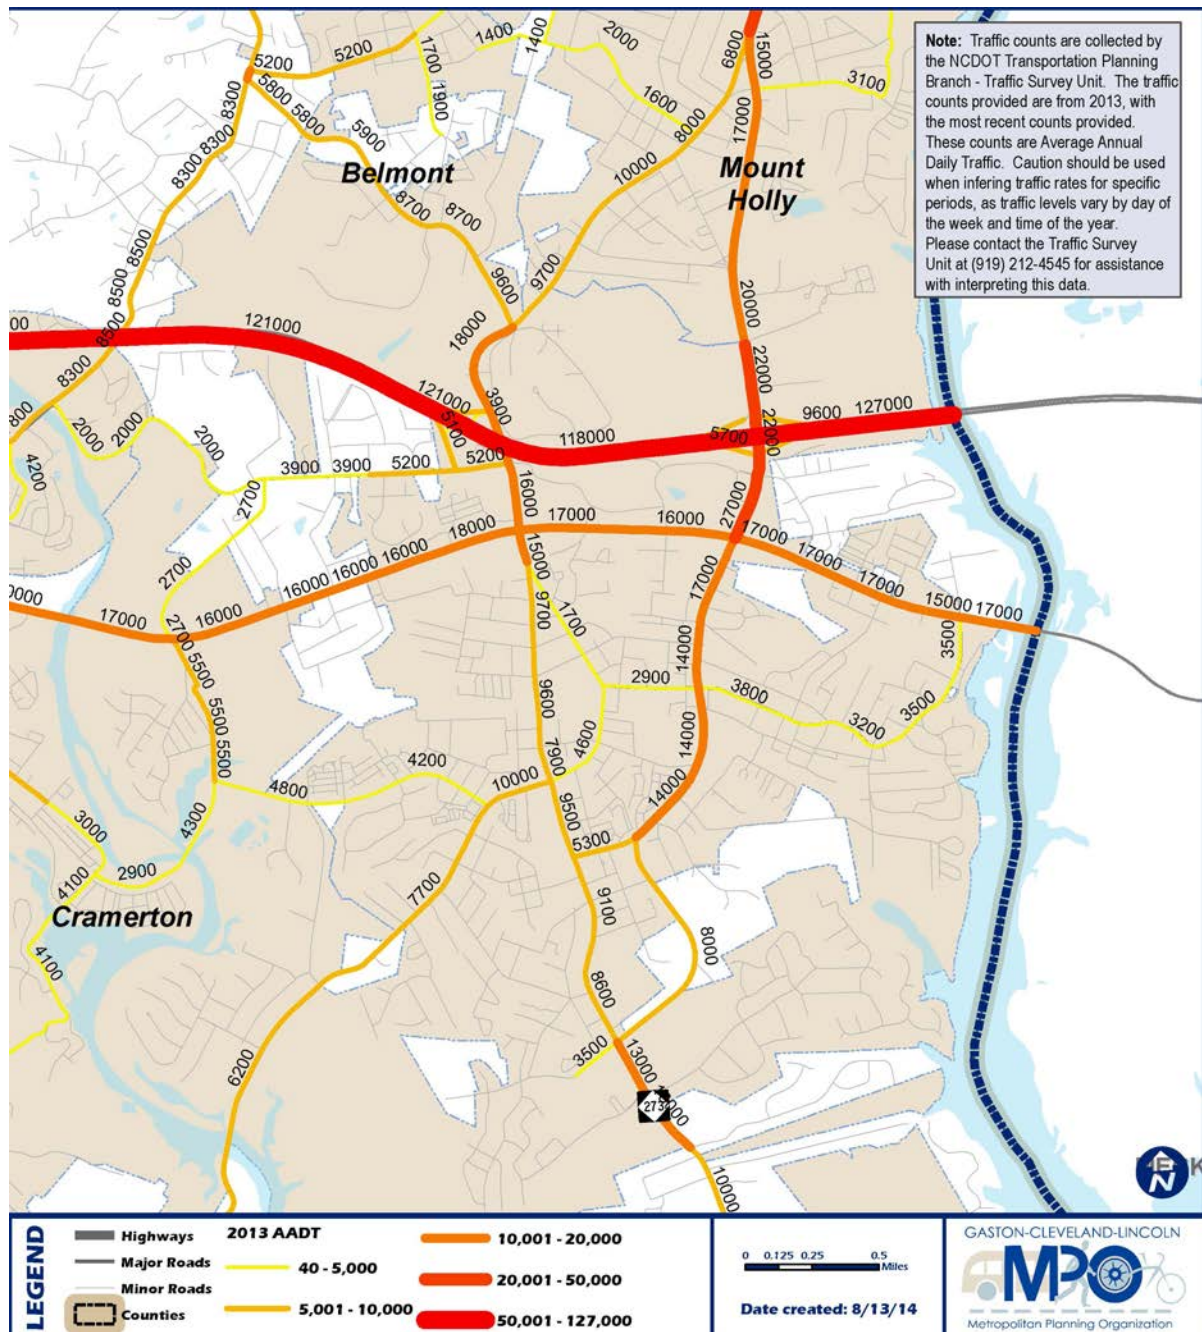 Note: Traffic counts are collected by
the NCDOT Transportation Planning
Branch - Traffic Survey Unit. The traffic
counts provided are from 2013, with
the most recent counts provided.
These counts are Average Annual
Daily Traffic. Caution should be used
when infering traffic rates for specific
periods, as traffic levels vary by day of
the week and time of the year.
Please contact the Traffic Survey
Unit at (919) 212-4545 for assistance
with interpreting this data.
1400
1400
2000
6800
15000
5200
5200
1700
3100
8300
5800
5800
1900
1600
8000
17000
8300
5900
8300
Belmont
10000
Mount
Holly
8700
8700
8500
9600
9700
8500
20000
18000
121000
8500
22000
8300
121000
3900
9600
127000
2000
2000
2000
5100
118000
5700
22000
4200
3900
3900
5200
5200
16000
2700
17000
16000
27000
18000
16000
16000
16000
15000
17000
17000
17000
15000
17000
2700
9700
1700
17000
17000
16000
2700
5500
14000
3500
2900
3800
5500
9600
3500
3200
5500
4600
14000
7900
4200
10000
4800
9500
14000
4300
3000
5300
2900
4100
7700
9100
Cramerton
8000
4100
8600
3500
13000
6200
273
10000
N
LEGEND
Highways
Major Roads
Minor Roads
Counties
2013 AADT
40 - 5,000
5,001 - 10,000
10,001 - 20,000
20,001 - 50,000
50,001 - 127,000
0 0.125 0.25 0.5
Miles
Date created: 8/13/14
GASTON-CLEVELAND-LINCOLN
MPO
Metropolitan Planning Organization